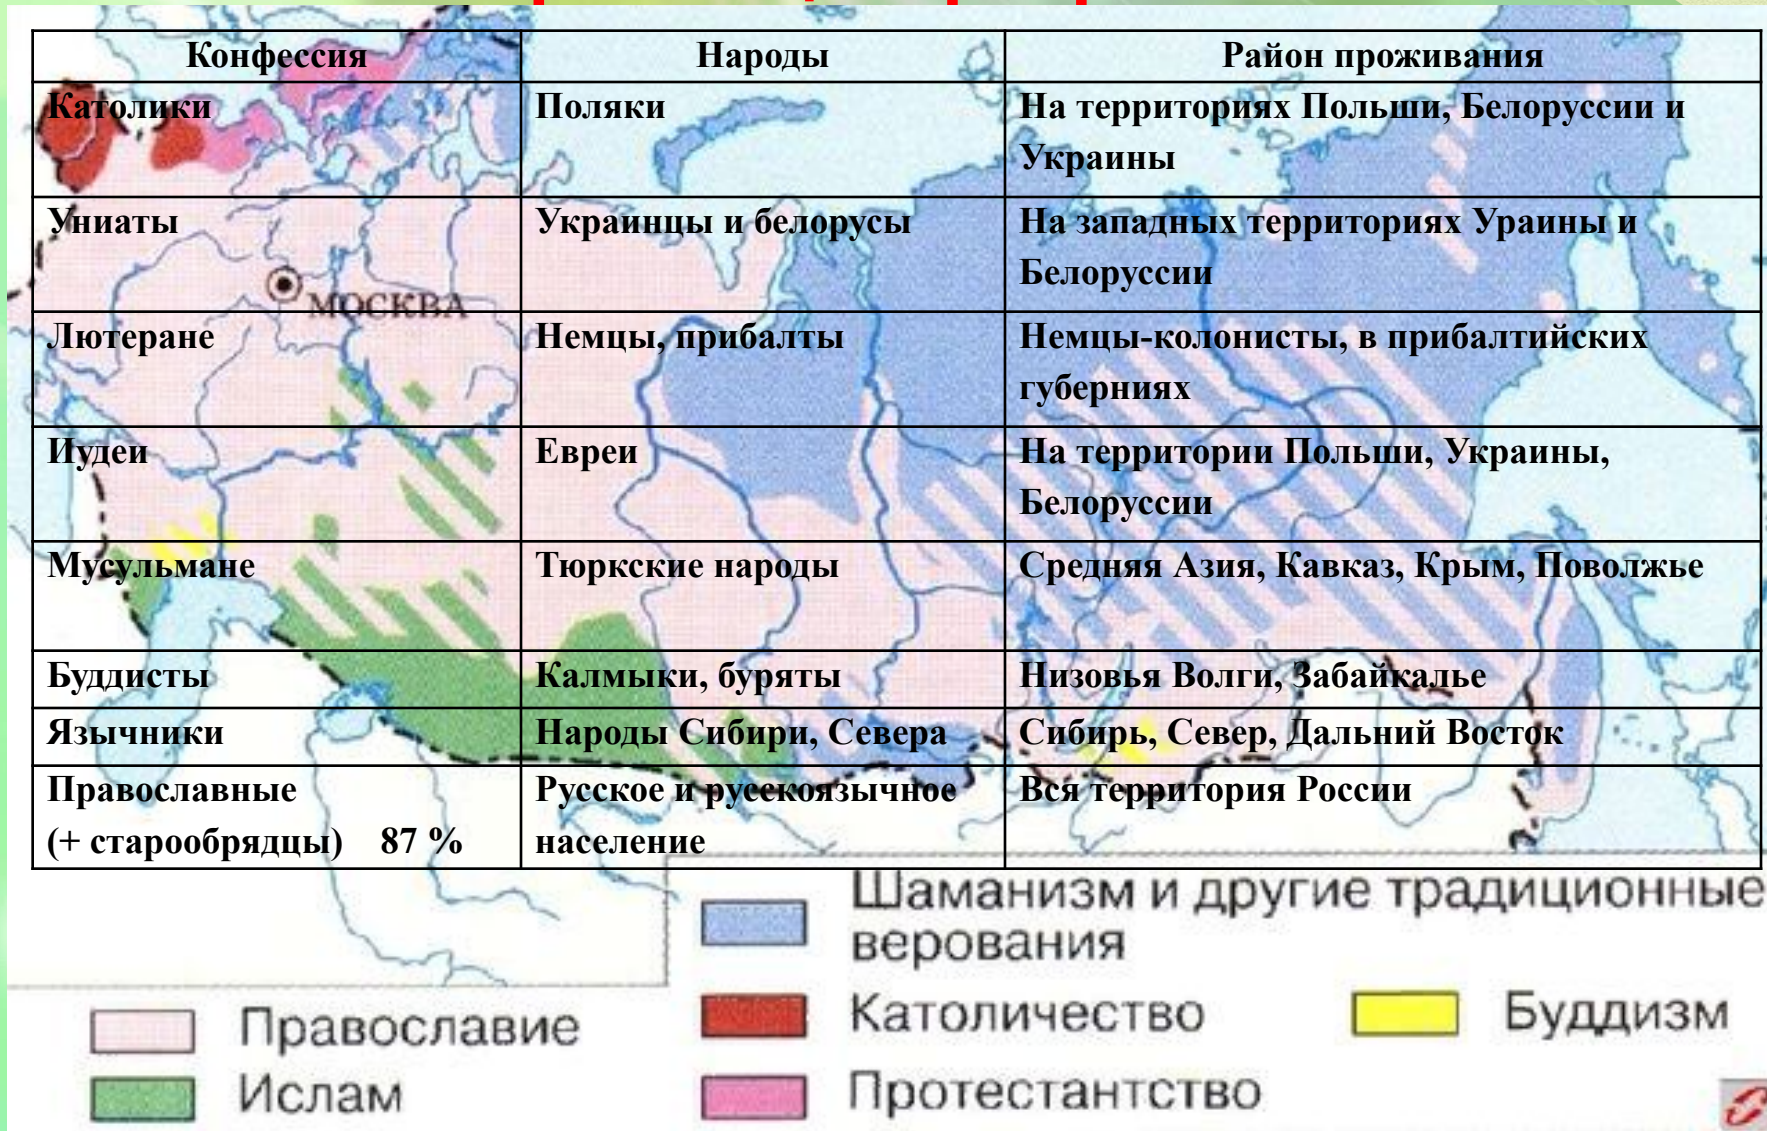 Конфессия
Народы
Район проживания
Католики
Поляки
На территориях Польши, Белоруссии и
Украины
Униаты
Украинцы и белорусы
На западных территориях Ураины и
Белоруссии
МОСКВА
Лютеране
Немцы, прибалты
Немцы-колонисты, в прибалтийских
губерниях
Иудеи
Евреи
На территории Польши, Украины,
Белоруссии
Мусульмане
Тюркские народы
Средняя Азия, Кавказ, Крым, Поволжье
Буддисты
Калмыки, буряты
Низовья Волги, Забайкалье
Язычники
Народы Сибири, Севера
Сибирь, Север, Дальний Восток
Православные
(+ старообрядцы) 87 %
Русское и русскоязычное
население
Вся территория России
Шаманизм и другие традиционные
верования
Православие
Католичество
Буддизм
Ислам
Протестантство